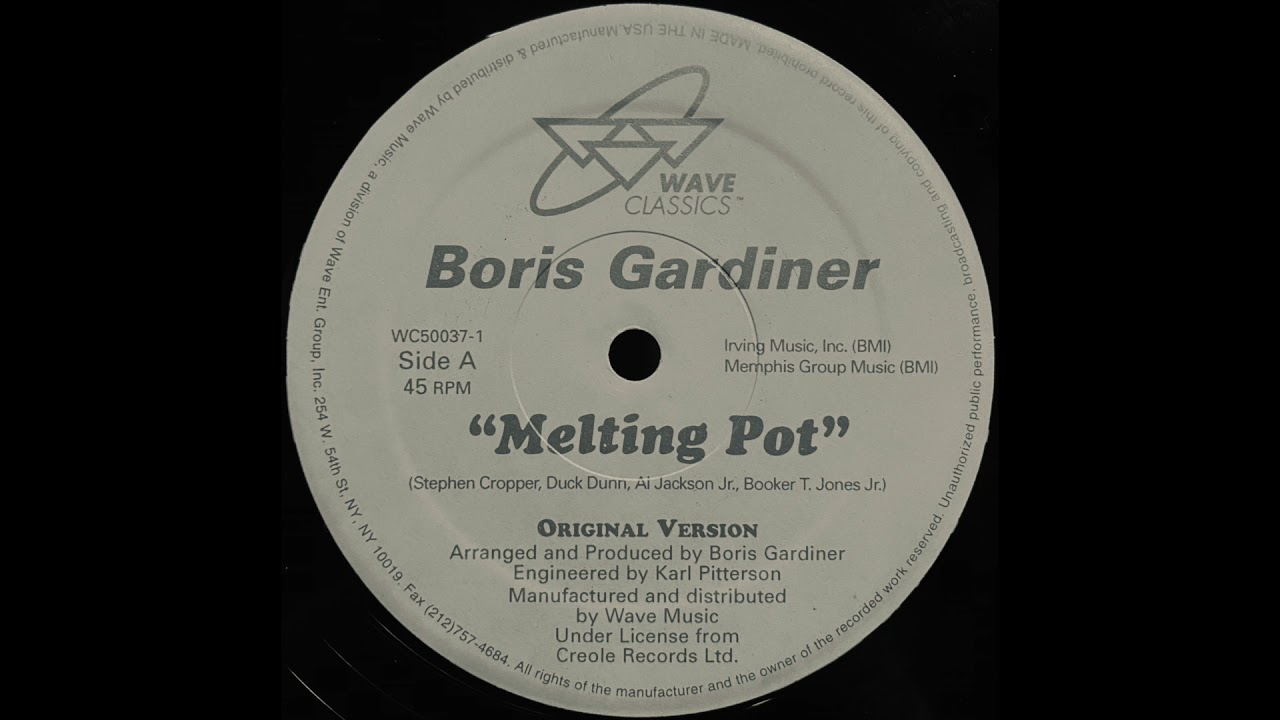 WAVE
CLASSICS™
Boris Gardiner
WC50037-1
Side A
45 RPM
Irving Music, Inc. (BMI)
Memphis Group Music (BMI)
“Melting Pot”
(Stephen Cropper, Duck Dunn, Al Jackson Jr., Booker T. Jones Jr.)
ORIGINAL VERSION
Arranged and Produced by Boris Gardiner
Engineered by Karl Pitterson
Manufactured and distributed
by Wave Music
Under License from
Creole Records Ltd.
MADE IN THE USA. Manufactured & distributed by Wave Music, a division of Wave Ent. Group, Inc. 254 W. 54th St, NY, NY 10019. Fax (212)757-4684. All rights of the manufacturer and the owner of the recorded work reserved. Unauthorized public performance, broadcasting and copying of this record prohibited.